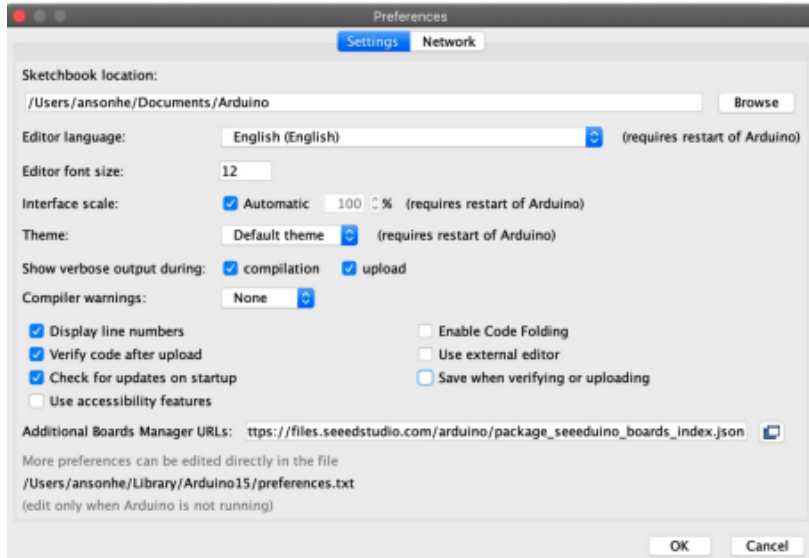 Preferences
Settings Network
Sketchbook location:
/Users/ansonhe/Documents/Arduino Browse
Editor language: English (English) (requires restart of Arduino)
Editor font size: 12
Interface scale: Automatic 100 % (requires restart of Arduino)
Theme: Default theme (requires restart of Arduino)
Show verbose output during: compilation upload
Compiler warnings: None
Display line numbers Enable Code Folding
Verify code after upload Use external editor
Check for updates on startup Save when verifying or uploading
Use accessibility features
Additional Boards Manager URLs: ttps://files.seeedstudio.com/arduino/package_seeeduino_boards_index.json
More preferences can be edited directly in the file
/Users/ansonhe/Library/Arduino15/preferences.txt
(edit only when Arduino is not running)
OK Cancel